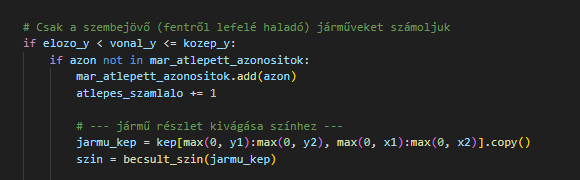 # Csak a szembejövő (fentről lefelé haladó) járműveket számoljuk
if elozo_y < vonal_y <= kozep_y:
    if azon not in mar_atlepett_azonositok:
        mar_atlepett_azonositok.add(azon)
        atlepes_szamlalo += 1

        # --- jármű részlet kivágása színhez ---
        jarmu_kep = kep[max(0, y1):max(0, y2), max(0, x1):max(0, x2)].copy()
        szin = becsult_szin(jarmu_kep)